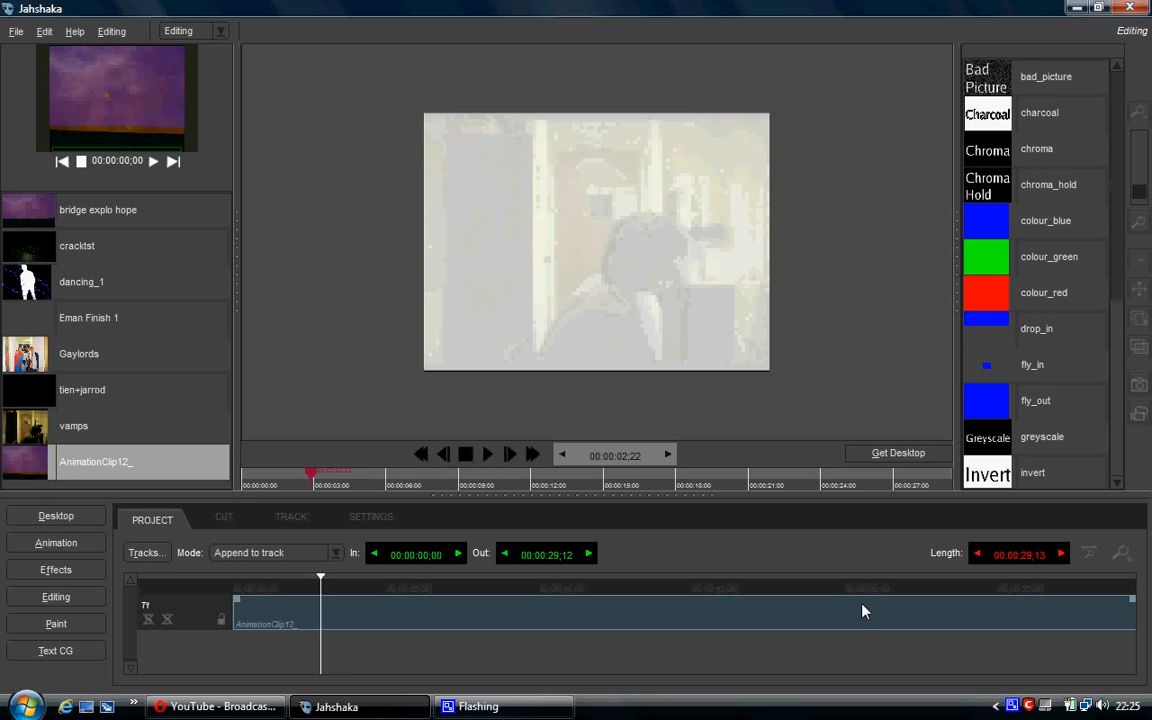 Jahshaka
File Edit Help Editing Editing Editing
00:00:00;00
bridge explo hope
cracktst
dancing_1
Eman Finish 1
Gaylords
tien+jarrod
vamps
AnimationClip12_
Bad Picture bad_picture
Charcoal charcoal
Chroma chroma
Chroma Hold chroma_hold
colour_blue
colour_green
colour_red
drop_in
fly_in
fly_out
Greyscale greyscale
Invert invert
00:00:02;22
Get Desktop
00:00:00;00 00:00:03;00 00:00:06;00 00:00:09;00 00:00:12;00 00:00:15;00 00:00:18;00 00:00:21;00 00:00:24;00 00:00:27;00
Desktop
Animation
Effects
Editing
Paint
Text CG
PROJECT CUT TRACK SETTINGS
Tracks... Mode: Append to track In: 00:00:00;00 Out: 00:00:29;12 Length: 00:00:29;13
T1
AnimationClip12_
YouTube - Broadcas... Jahshaka Flashing 22:25